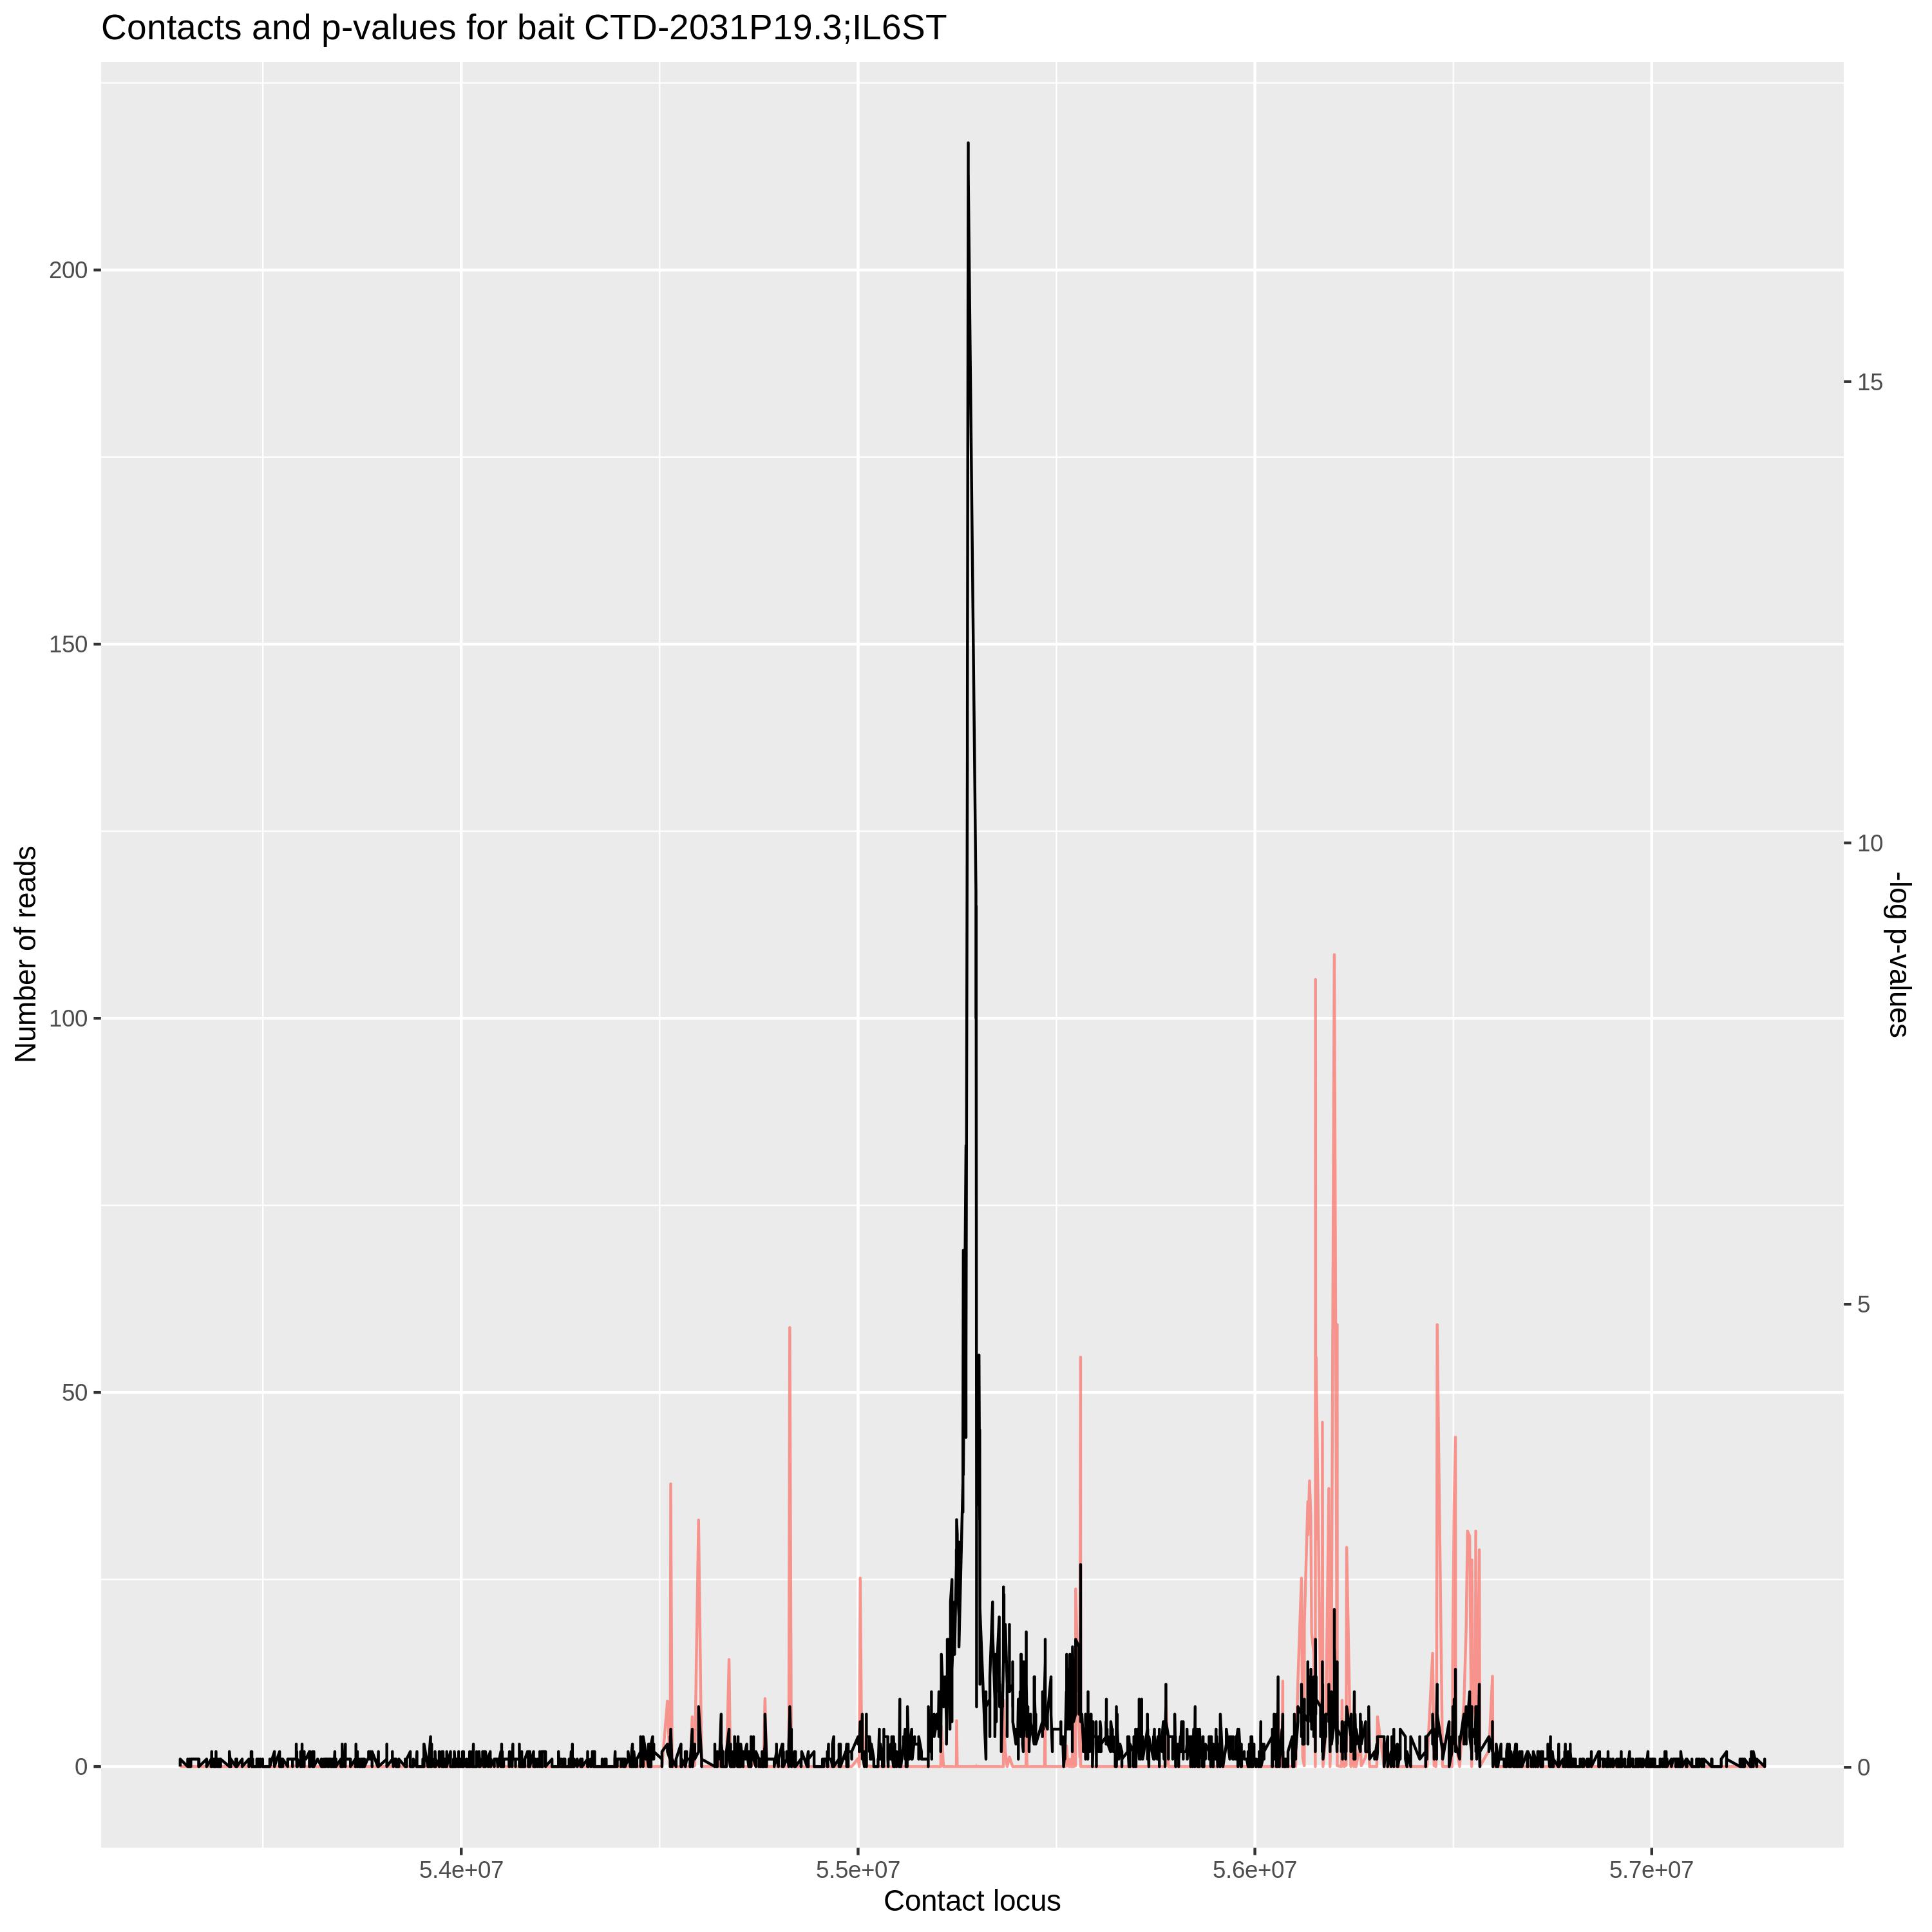 Contacts and p-values for bait CTD-2031P19.3;IL6ST
Number of reads
200
150
100
50
0
15
10
5
0
-log p-values
5.4e+07
5.5e+07
5.6e+07
5.7e+07
Contact locus